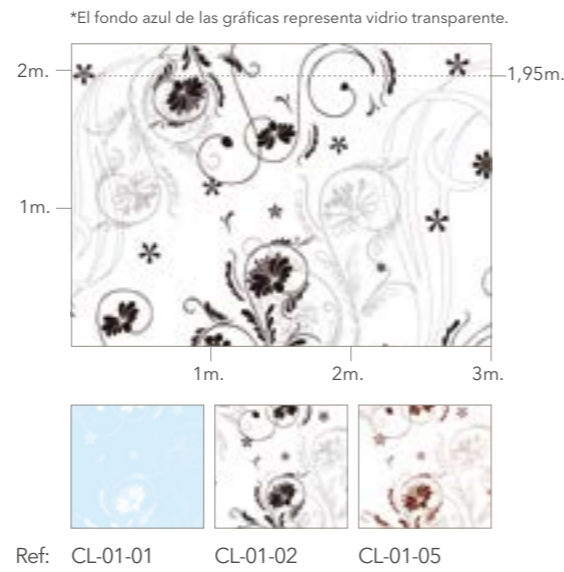 *El fondo azul de las gráficas representa vidrio transparente.
2m.
1,95m.
1m.
1m. 2m. 3m.
Ref: CL-01-01 CL-01-02 CL-01-05